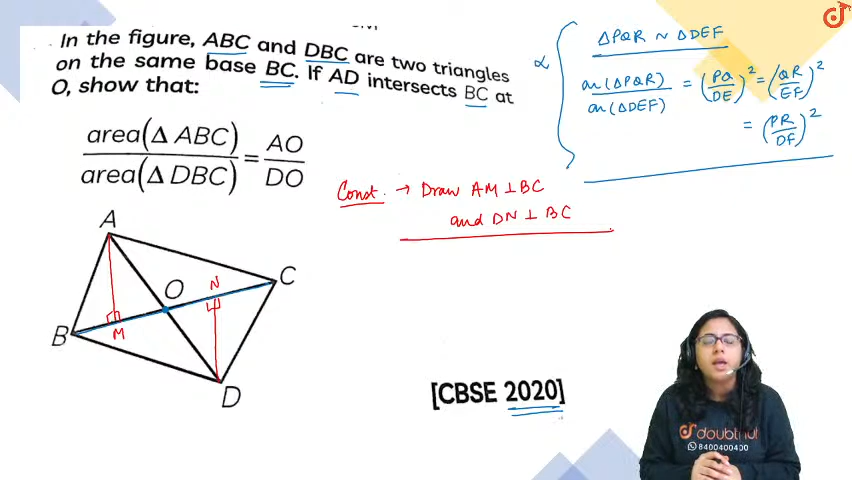 In the figure, ABC and DBC are two triangles
on the same base BC. If AD intersects BC at
O, show that:
area(Δ ABC)
area(Δ DBC)
=
AO
DO
α
ΔPQR ~ ΔDEF
ar(ΔPQR)
ar(ΔDEF)
= (PQ/DE)² = (QR/EF)²
= (PR/DF)²
Const. → Draw AM ⊥ BC
and DN ⊥ BC
A
N
C
O
B
M
D
[CBSE 2020]
doubtnut
8400400400